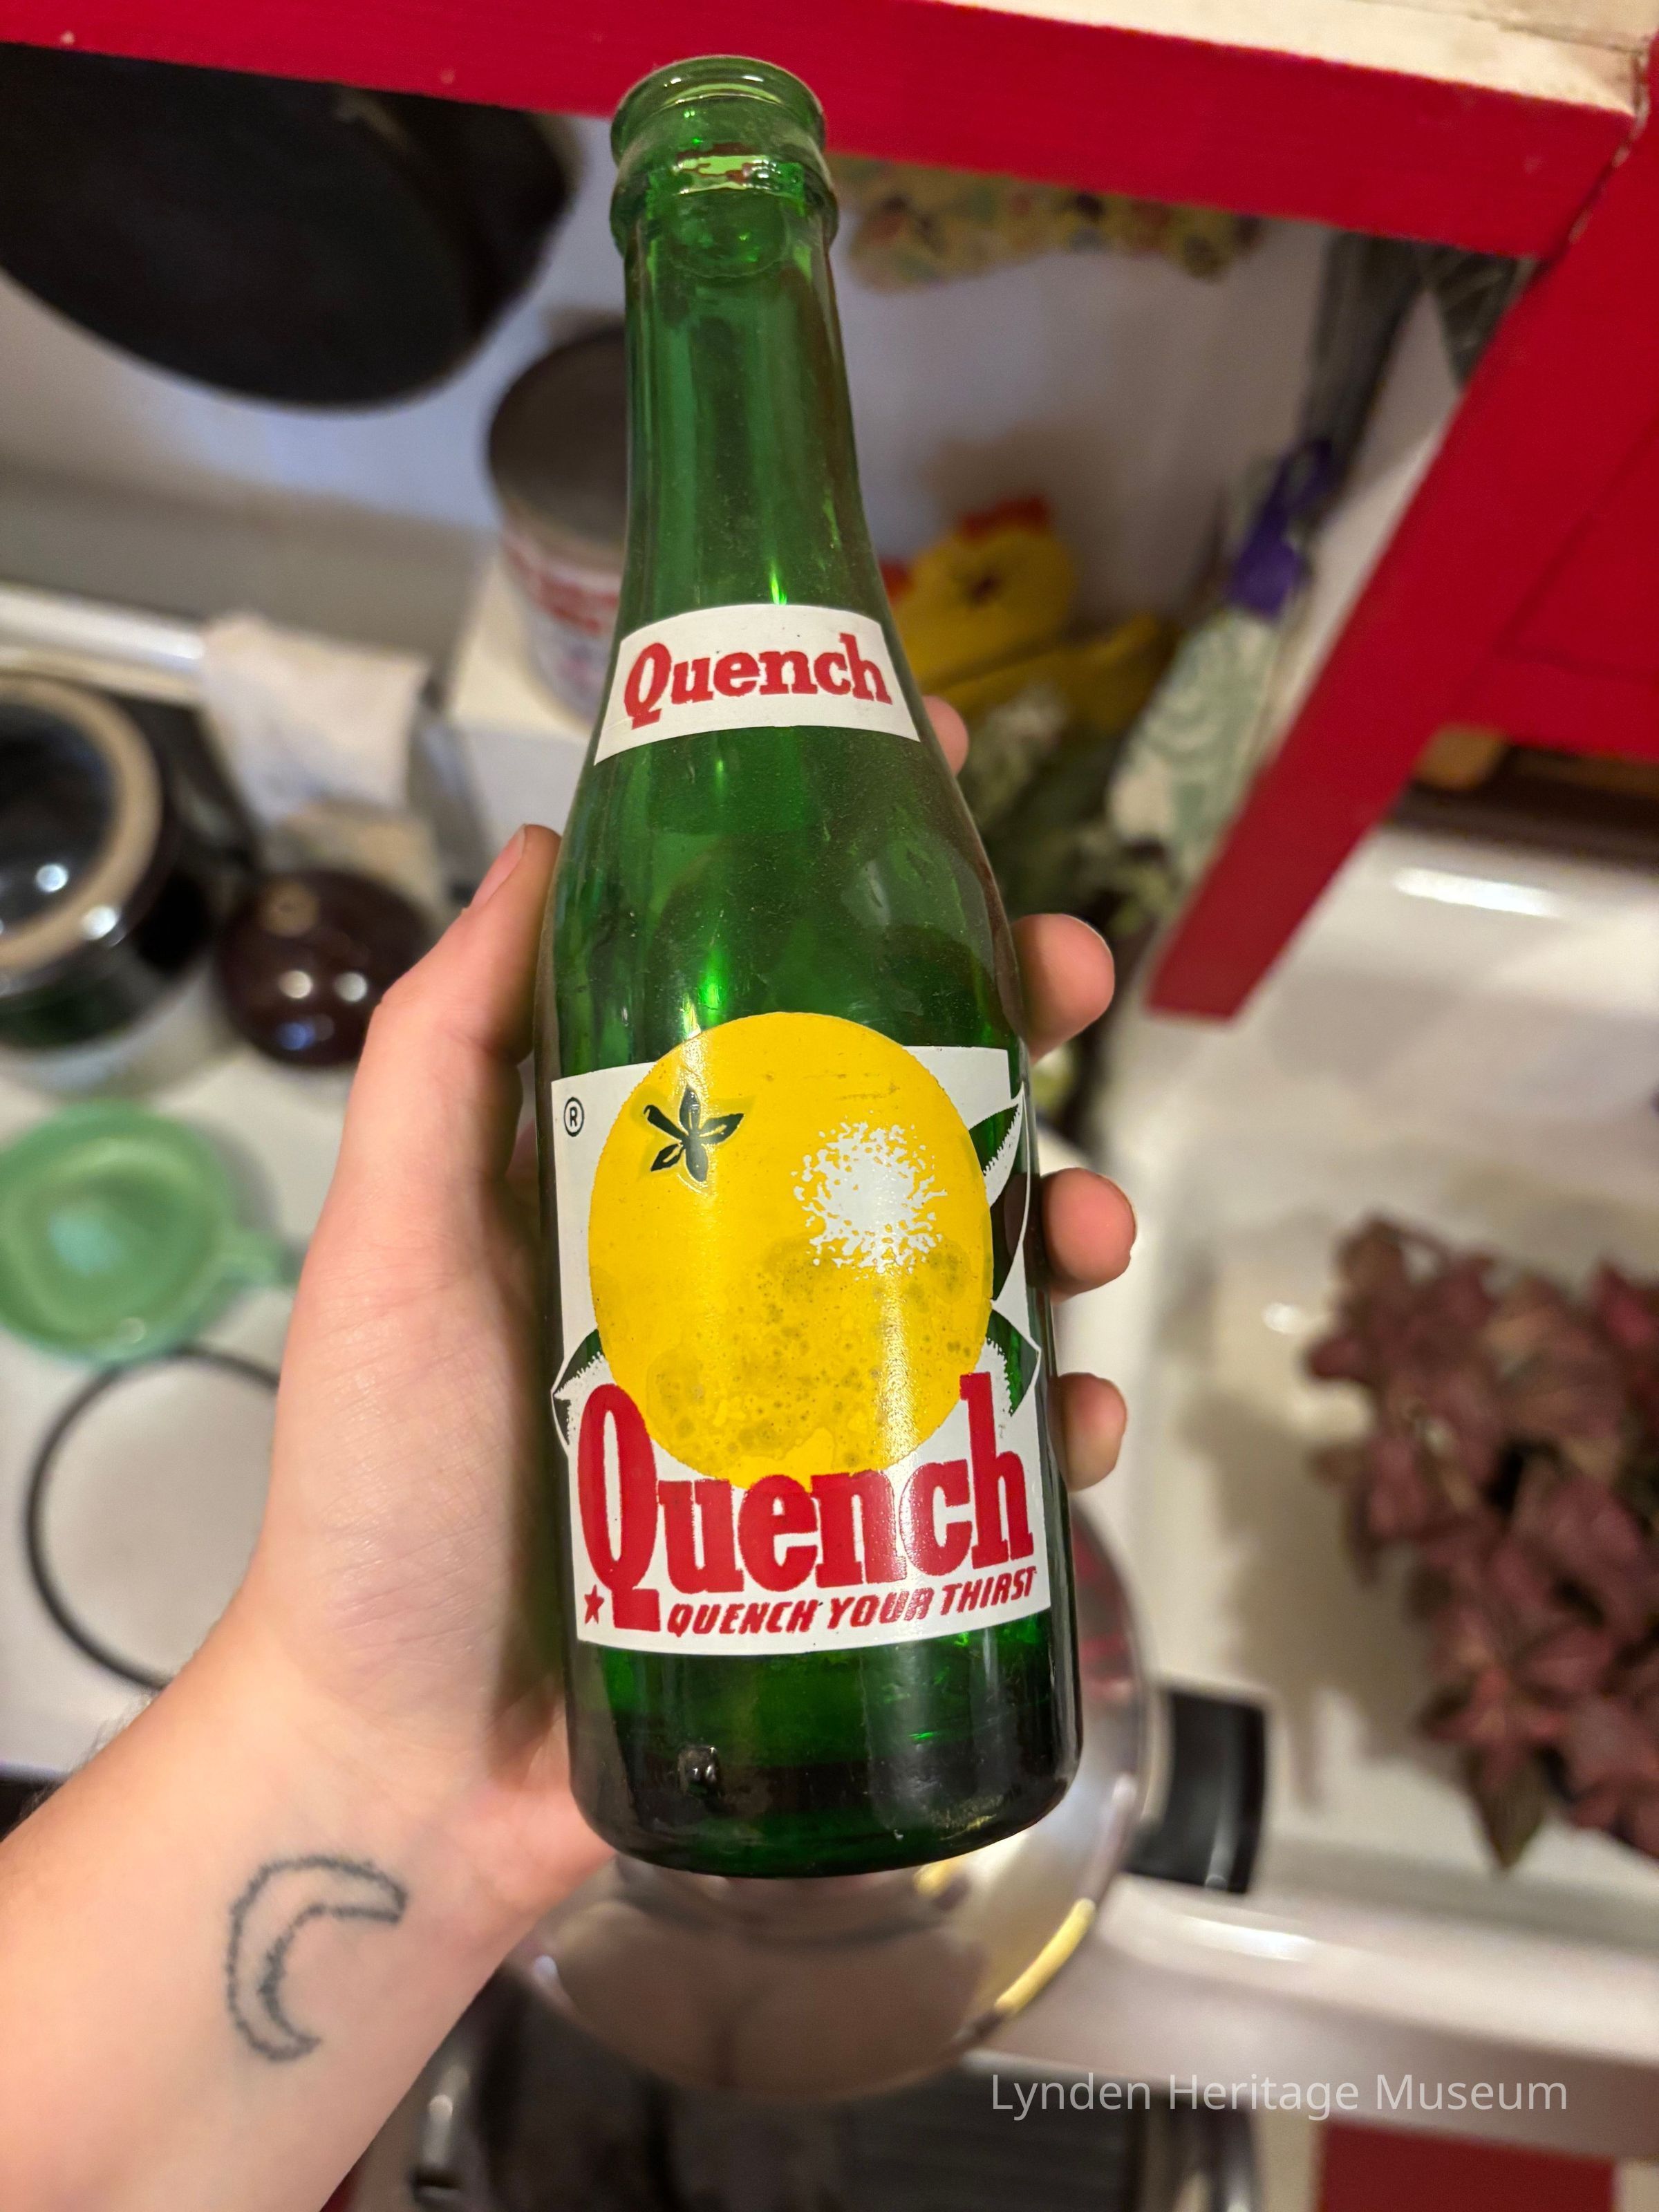 Quench
®
Quench
QUENCH YOUR THIRST
Lynden Heritage Museum